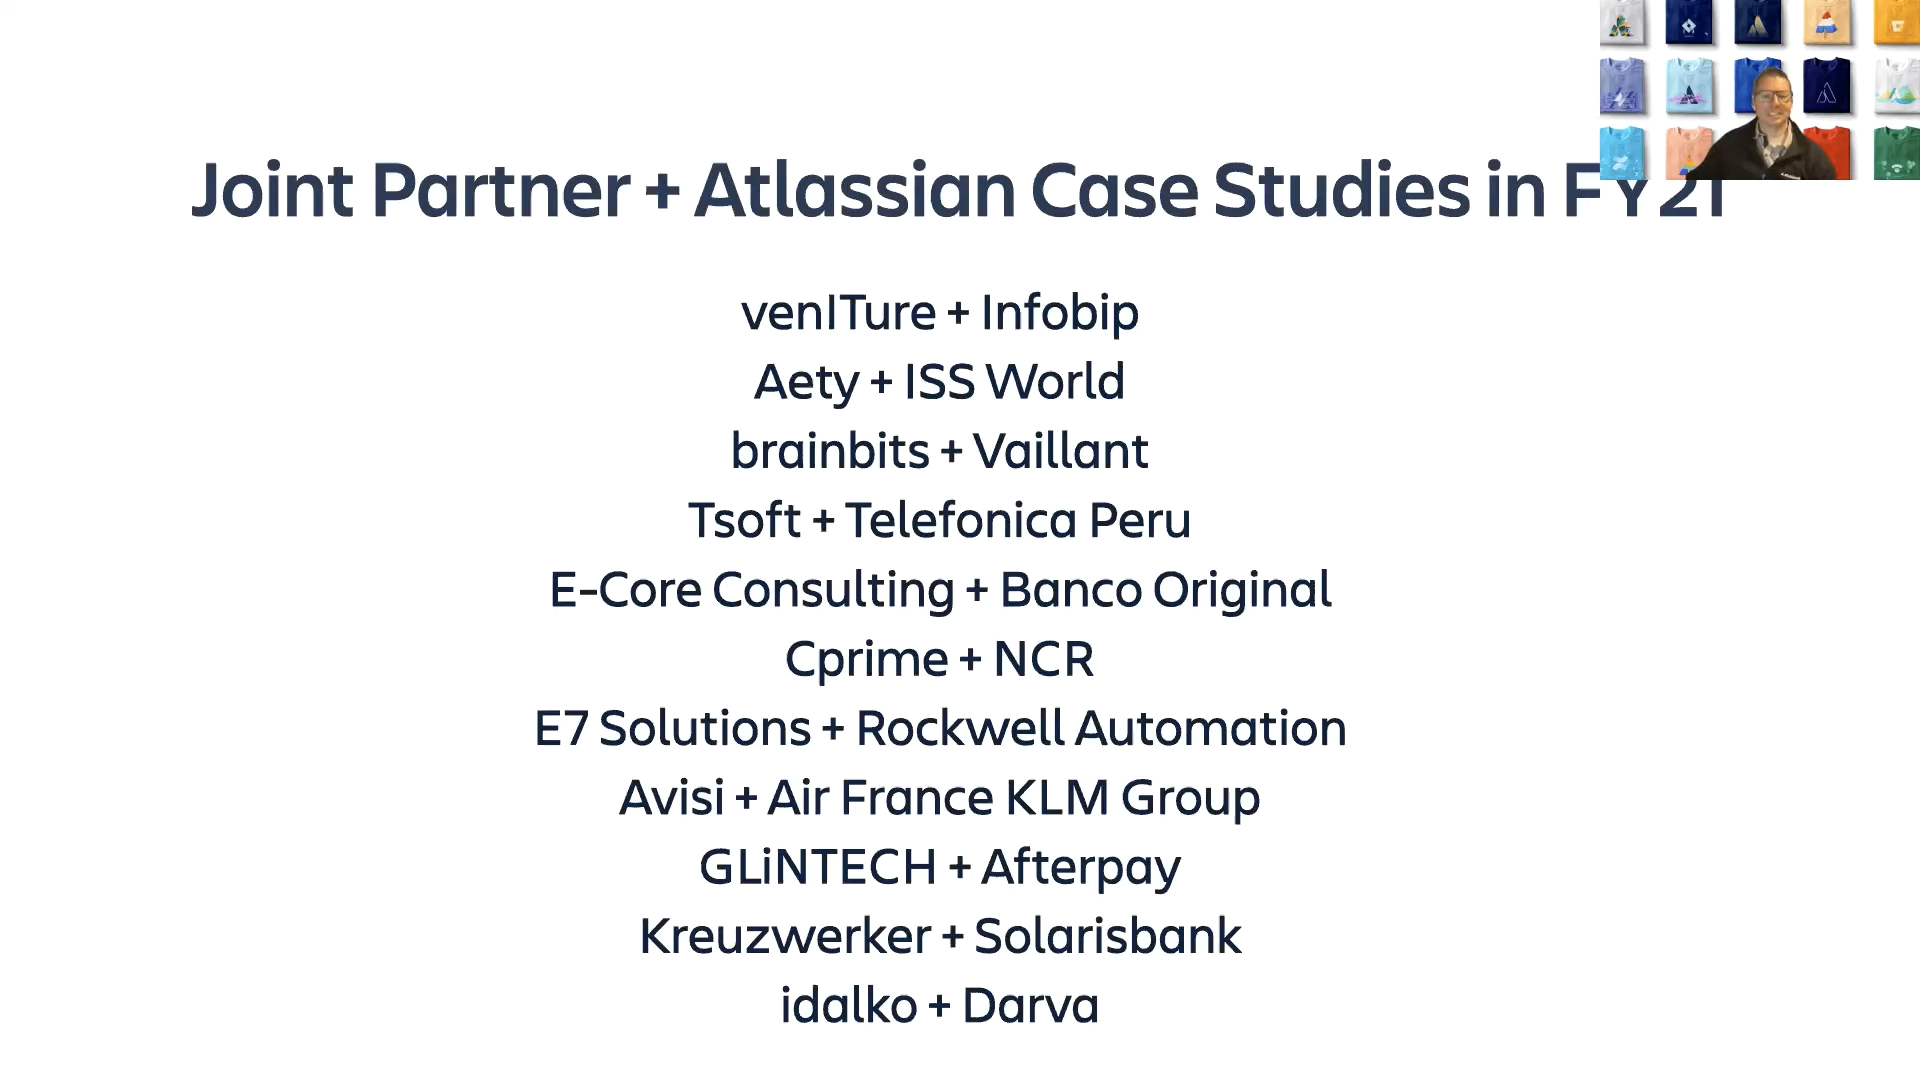 Joint Partner + Atlassian Case Studies in FY21
venITure + Infobip
Aety + ISS World
brainbits + Vaillant
Tsoft + Telefonica Peru
E-Core Consulting + Banco Original
Cprime + NCR
E7 Solutions + Rockwell Automation
Avisi + Air France KLM Group
GLiNTECH + Afterpay
Kreuzwerker + Solarisbank
idalko + Darva